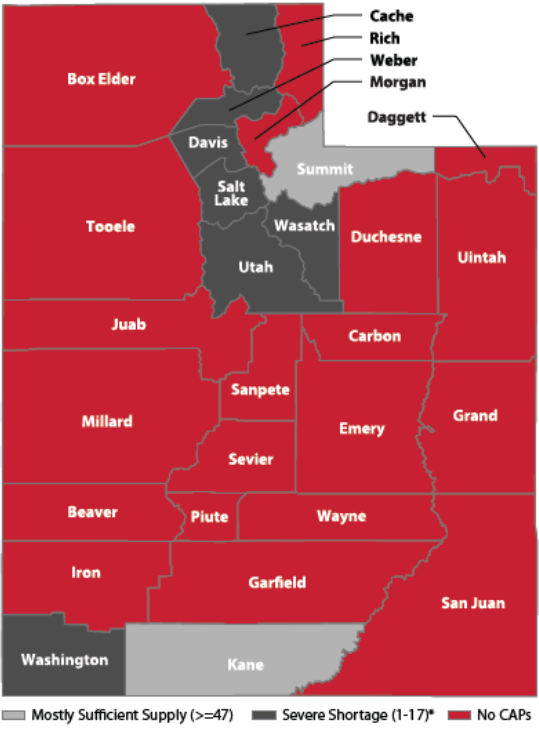 Cache
Rich
Weber
Morgan
Daggett
Box Elder
Davis
Summit
Salt
Lake
Wasatch
Tooele
Duchesne
Uintah
Utah
Juab
Carbon
Sanpete
Millard
Emery
Grand
Sevier
Beaver
Piute
Wayne
Iron
Garfield
San Juan
Washington
Kane
Mostly Sufficient Supply (>=47) Severe Shortage (1-17)* No CAPs